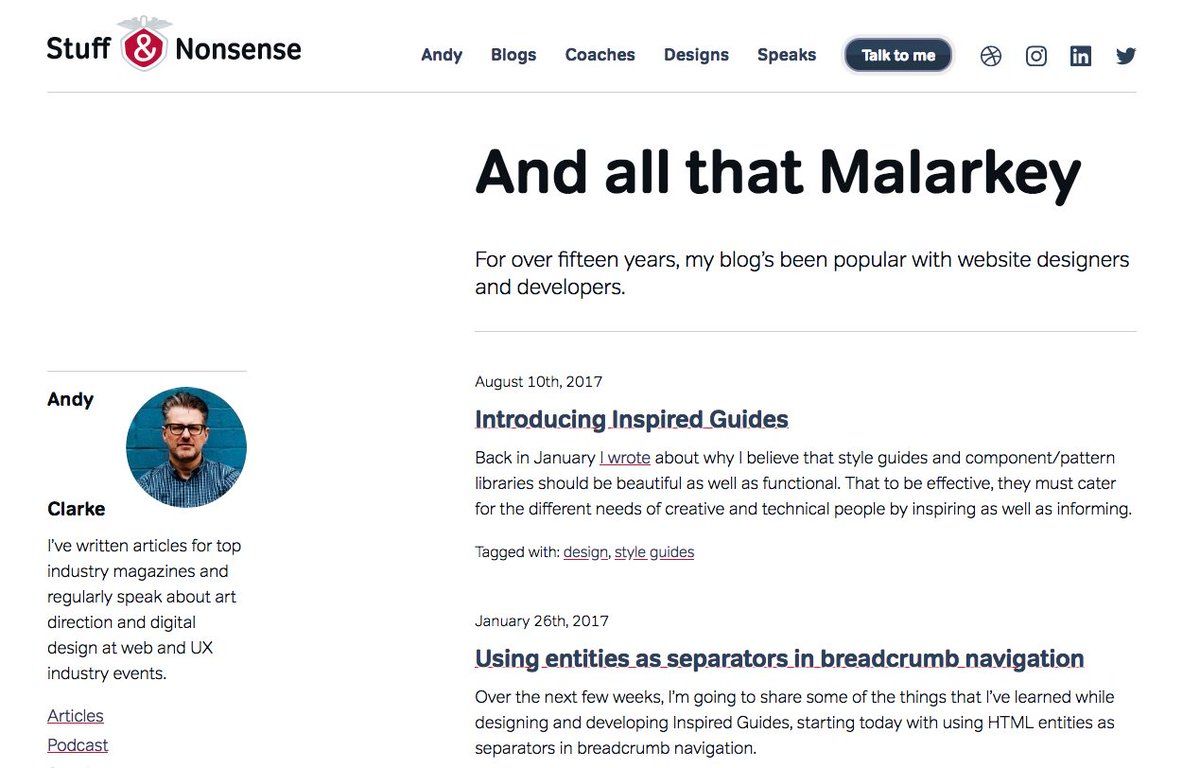 Stuff & Nonsense
Andy Blogs Coaches Designs Speaks Talk to me
And all that Malarkey
For over fifteen years, my blog’s been popular with website designers
and developers.
Andy
Clarke
I’ve written articles for top
industry magazines and
regularly speak about art
direction and digital
design at web and UX
industry events.
Articles
Podcast
August 10th, 2017
Introducing Inspired Guides
Back in January I wrote about why I believe that style guides and component/pattern
libraries should be beautiful as well as functional. That to be effective, they must cater
for the different needs of creative and technical people by inspiring as well as informing.
Tagged with: design, style guides
January 26th, 2017
Using entities as separators in breadcrumb navigation
Over the next few weeks, I’m going to share some of the things that I’ve learned while
designing and developing Inspired Guides, starting today with using HTML entities as
separators in breadcrumb navigation.